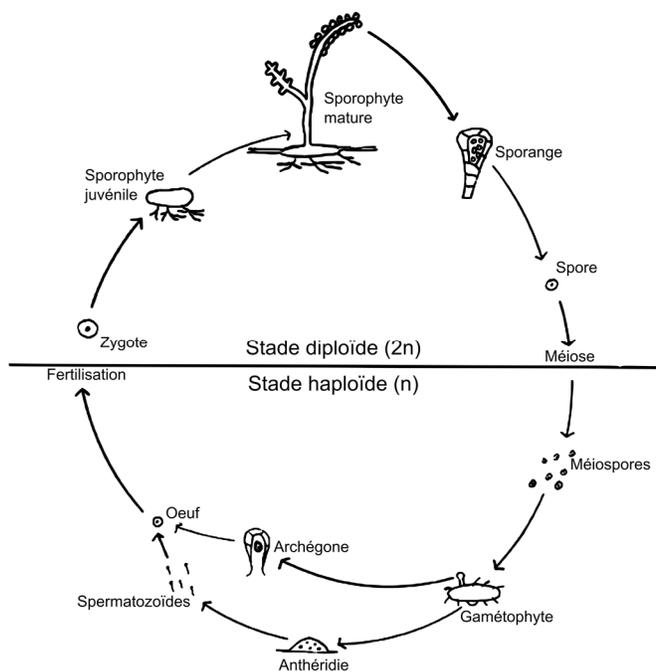 Sporophyte
mature
Sporange
Sporophyte
juvénile
Spore
Zygote
Stade diploïde (2n)
Méiose
Fertilisation
Stade haploïde (n)
Méiospores
Oeuf
Archégone
Spermatozoïdes
Gamétophyte
Anthéridie